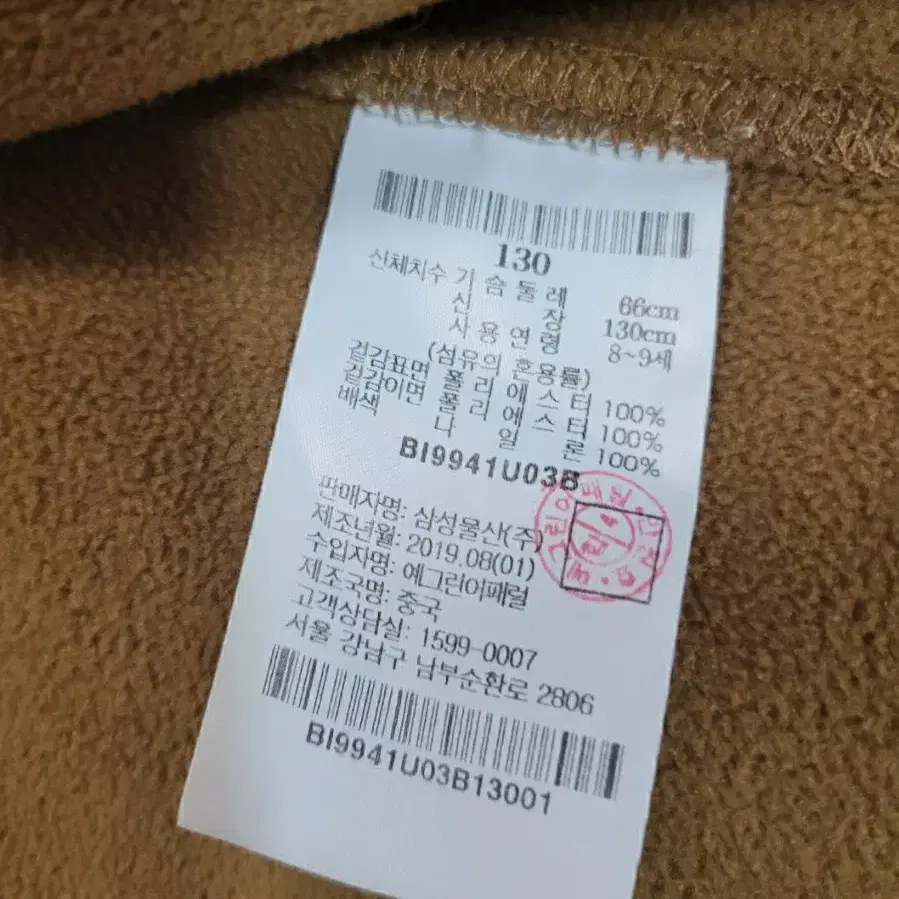 130
신체치수 가 슴 둘 레 66cm
신 장 130cm
사 용 연 령 8~9세
(섬유의 혼용률)
겉감표면 폴 리 에 스 터 100%
겉감이면 폴 리 에 스 터 100%
배색 나 일 론 100%
BI9941U03B
판매자명: 삼성물산(주)
제조년월: 2019.08(01)
수입자명: 예그린어패럴
제조국명: 중국
고객상담실: 1599-0007
서울 강남구 남부순환로 2806
BI9941U03B13001